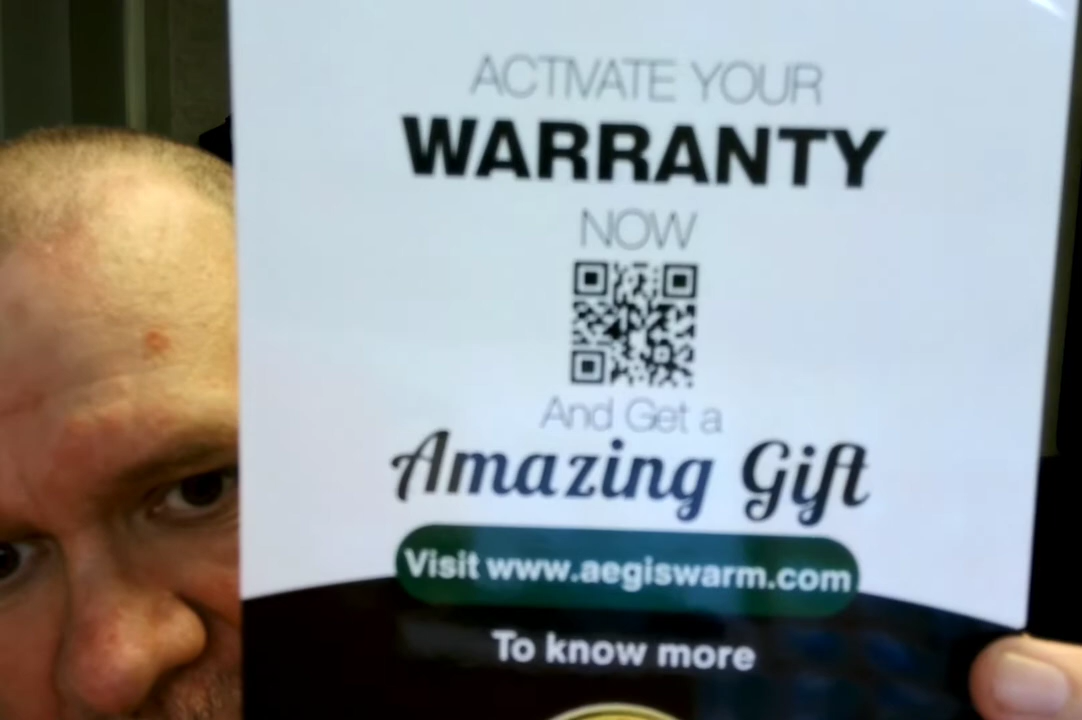 ACTIVATE YOUR
WARRANTY
NOW
And Get a
Amazing Gift
Visit www.aegiswarm.com
To know more